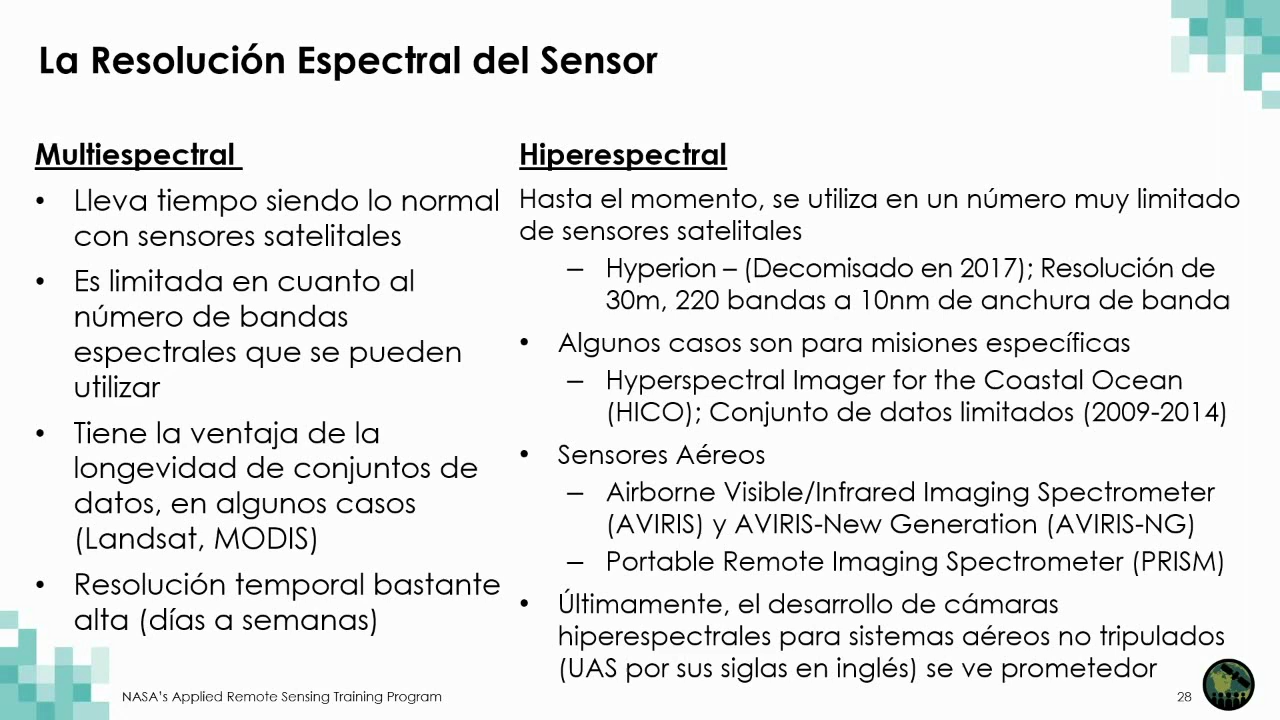 La Resolución Espectral del Sensor
Multiespectral
• Lleva tiempo siendo lo normal
con sensores satelitales
• Es limitada en cuanto al
número de bandas
espectrales que se pueden
utilizar
• Tiene la ventaja de la
longevidad de conjuntos de
datos, en algunos casos
(Landsat, MODIS)
• Resolución temporal bastante
alta (días a semanas)
Hiperespectral
Hasta el momento, se utiliza en un número muy limitado
de sensores satelitales
– Hyperion – (Decomisado en 2017); Resolución de
30m, 220 bandas a 10nm de anchura de banda
• Algunos casos son para misiones específicas
– Hyperspectral Imager for the Coastal Ocean
(HICO); Conjunto de datos limitados (2009-2014)
• Sensores Aéreos
– Airborne Visible/Infrared Imaging Spectrometer
(AVIRIS) y AVIRIS-New Generation (AVIRIS-NG)
– Portable Remote Imaging Spectrometer (PRISM)
• Últimamente, el desarrollo de cámaras
hiperespectrales para sistemas aéreos no tripulados
(UAS por sus siglas en inglés) se ve prometedor
NASA's Applied Remote Sensing Training Program
28